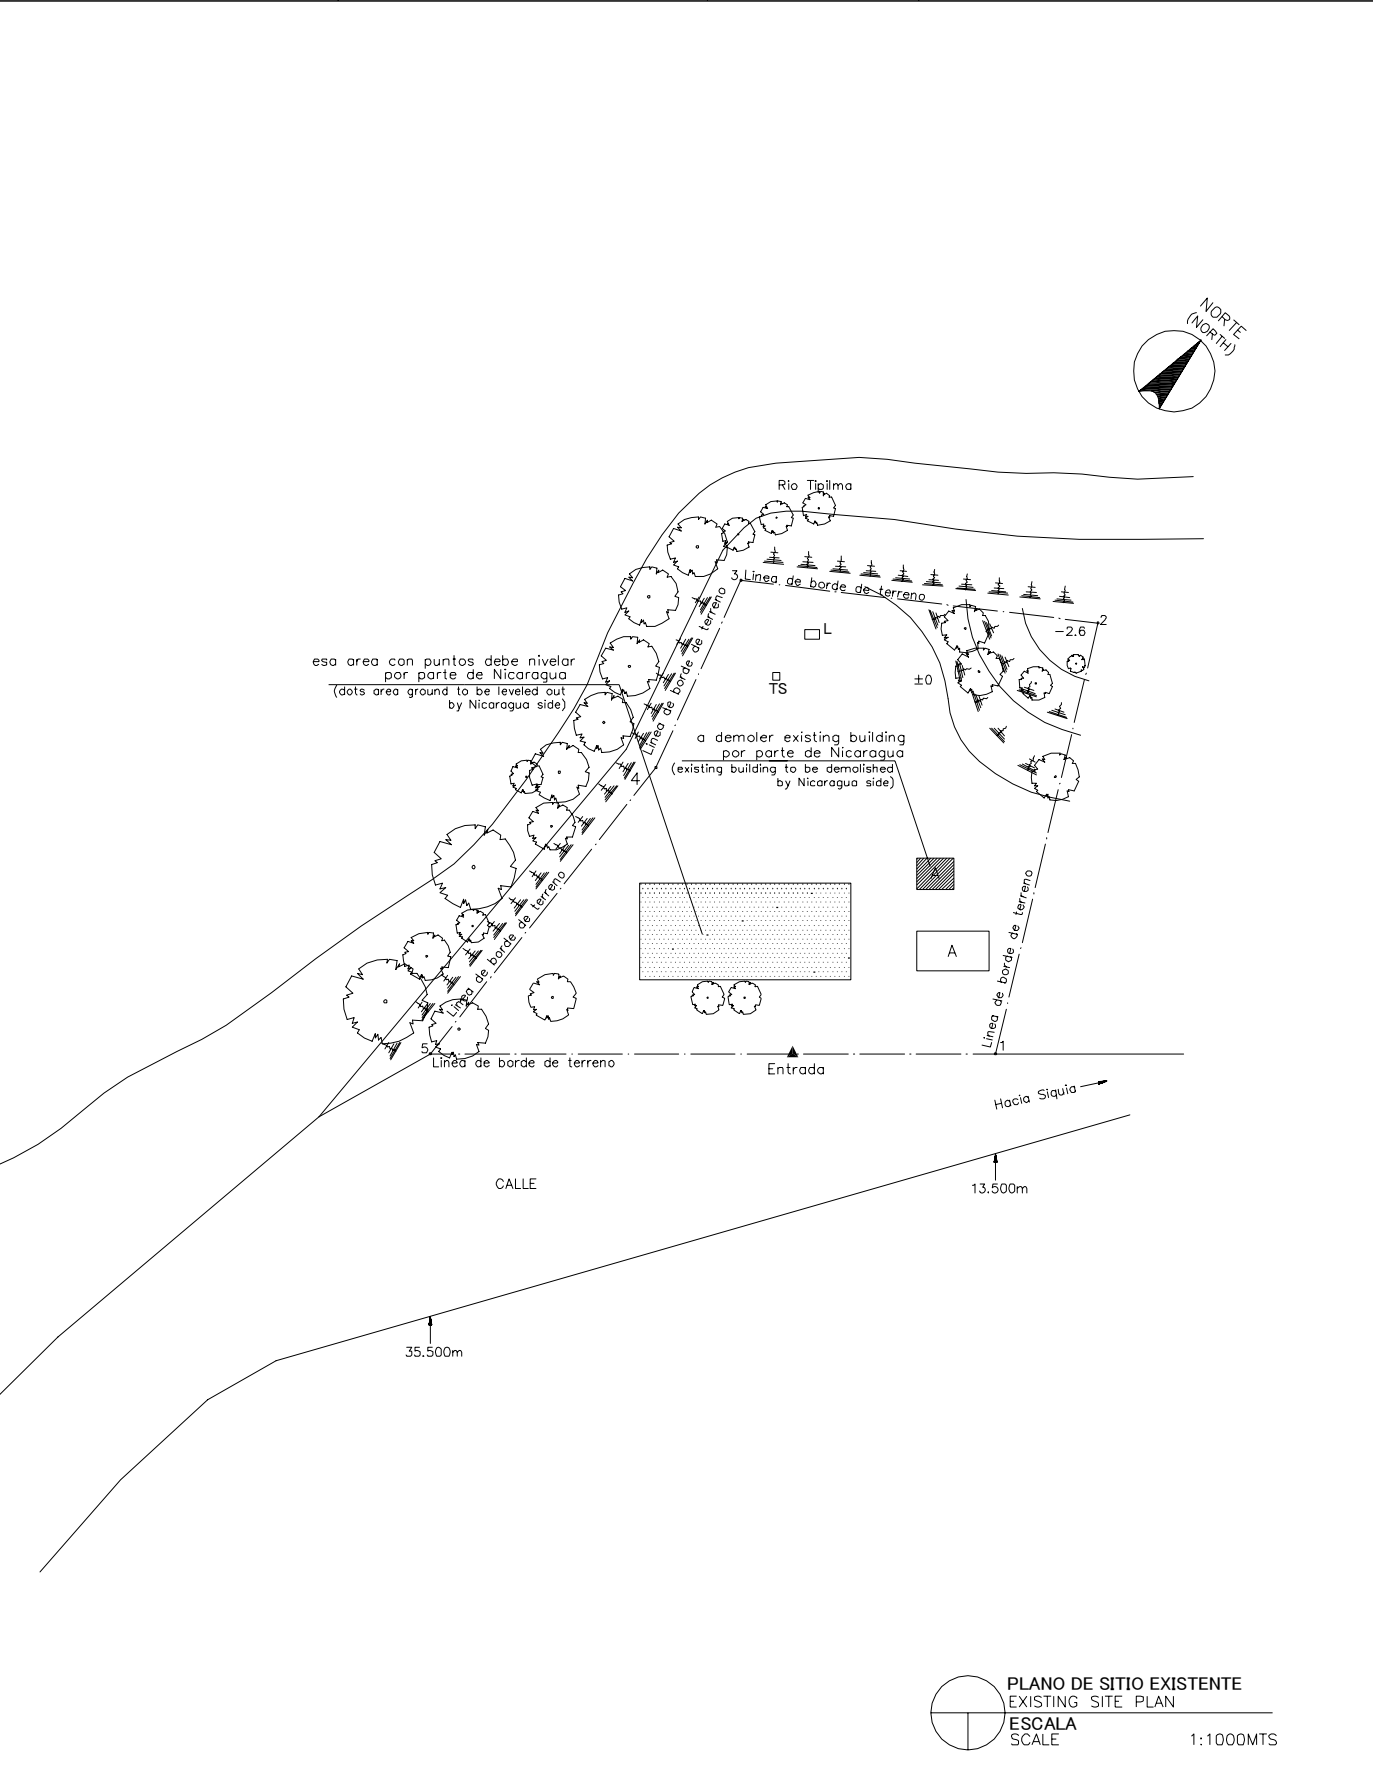 NORTE
(NORTH)
Rio Tipilma
3
Linea de borde de terreno
2
-2.6
L
Linea de borde de terreno
esa area con puntos debe nivelar
por parte de Nicaragua
(dots area ground to be leveled out
by Nicaragua side)
TS
±0
a demoler existing building
por parte de Nicaragua
(existing building to be demolished
by Nicaragua side)
4
A
Linea de borde de terreno
Linea de borde de terreno
A
5
Linea de borde de terreno
1
Entrada
Hacia Siquia
CALLE
13.500m
35.500m
PLANO DE SITIO EXISTENTE
EXISTING SITE PLAN
ESCALA
SCALE 1:1000MTS